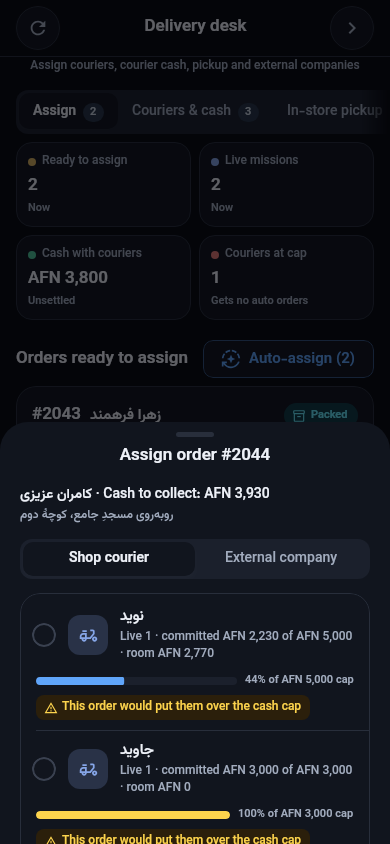 Delivery desk
Assign couriers, courier cash, pickup and external companies
Assign 2
Couriers & cash 3
In-store pickup
Ready to assign
2
Now
Live missions
2
Now
Cash with couriers
AFN 3,800
Unsettled
Couriers at cap
1
Gets no auto orders
Orders ready to assign
Auto-assign (2)
#2043 زهرا فرهمند
Packed
Assign order #2044
کامران عزیزی · Cash to collect: AFN 3,930
روبه‌روی مسجدِ جامع، کوچهٔ دوم
Shop courier
External company
نوید
Live 1 · committed AFN 2,230 of AFN 5,000
· room AFN 2,770
44% of AFN 5,000 cap
This order would put them over the cash cap
جاوید
Live 1 · committed AFN 3,000 of AFN 3,000
· room AFN 0
100% of AFN 3,000 cap
This order would put them over the cash cap